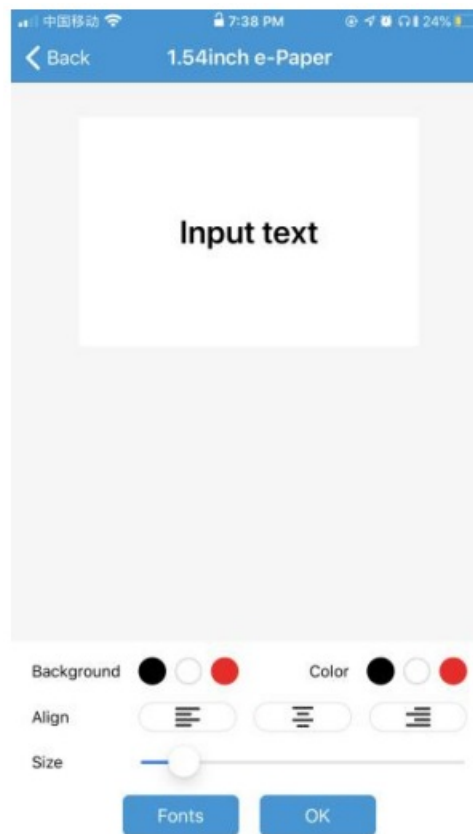 中国移动 7:38 PM 24%
Back 1.54inch e-Paper
Input text
Background Color
Align
Size
Fonts OK